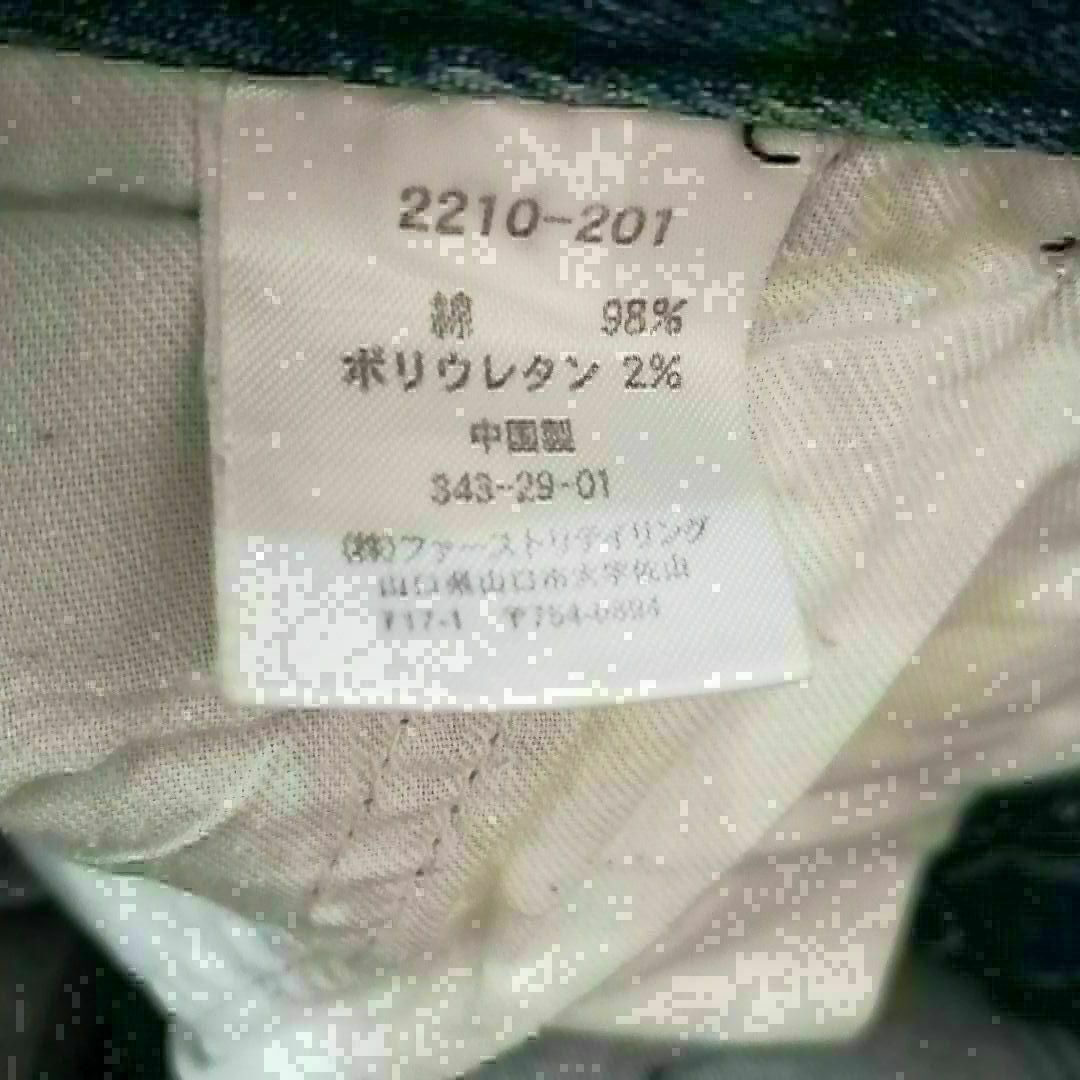 2210-201
綿 98%
ポリウレタン 2%
中国製
343-29-01
(株)ファーストリテイリング
山口県山口市大字佐山
717-1 〒754-0894